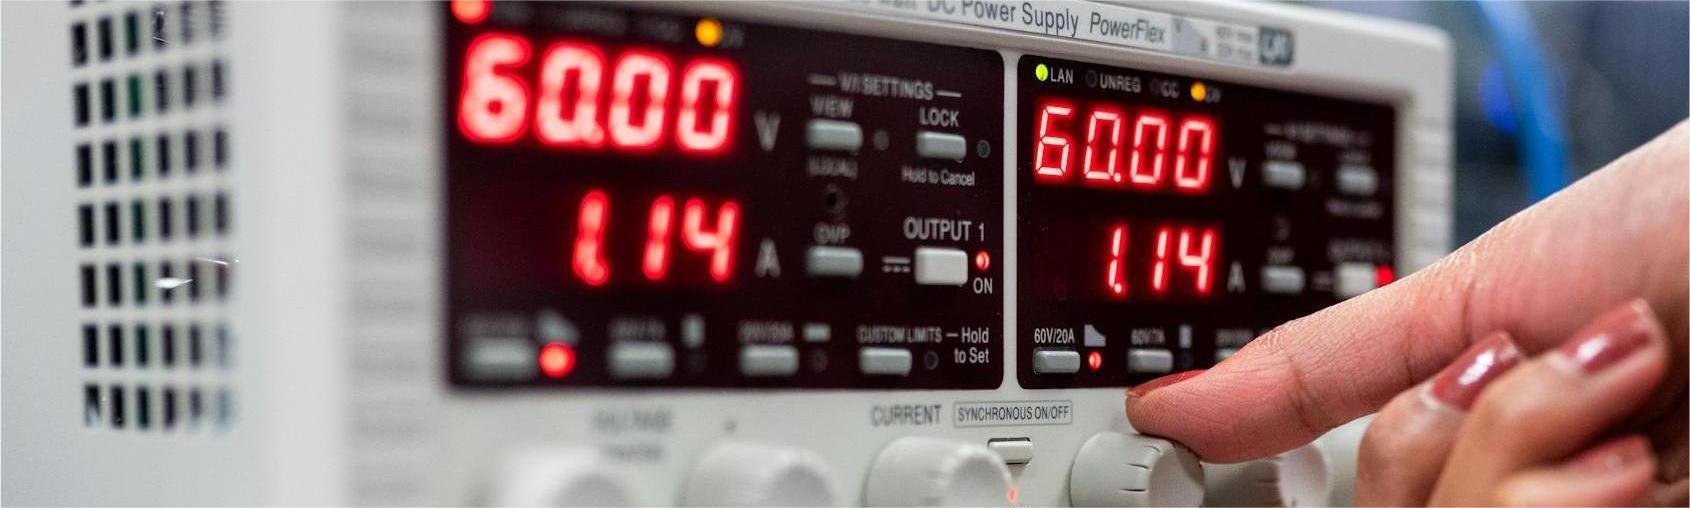 DC Power Supply PowerFlex
60.00 V
1.14 A
V/I SETTINGS
VIEW
LOCK
[LOCAL]
Hold to Cancel
OVP
OUTPUT 1
ON
CUSTOM LIMITS — Hold
to Set
LAN UNREG CC CV
60.00 V
1.14 A
60V/20A
60V/7A
VOLTAGE
CURRENT
SYNCHRONOUS ON/OFF